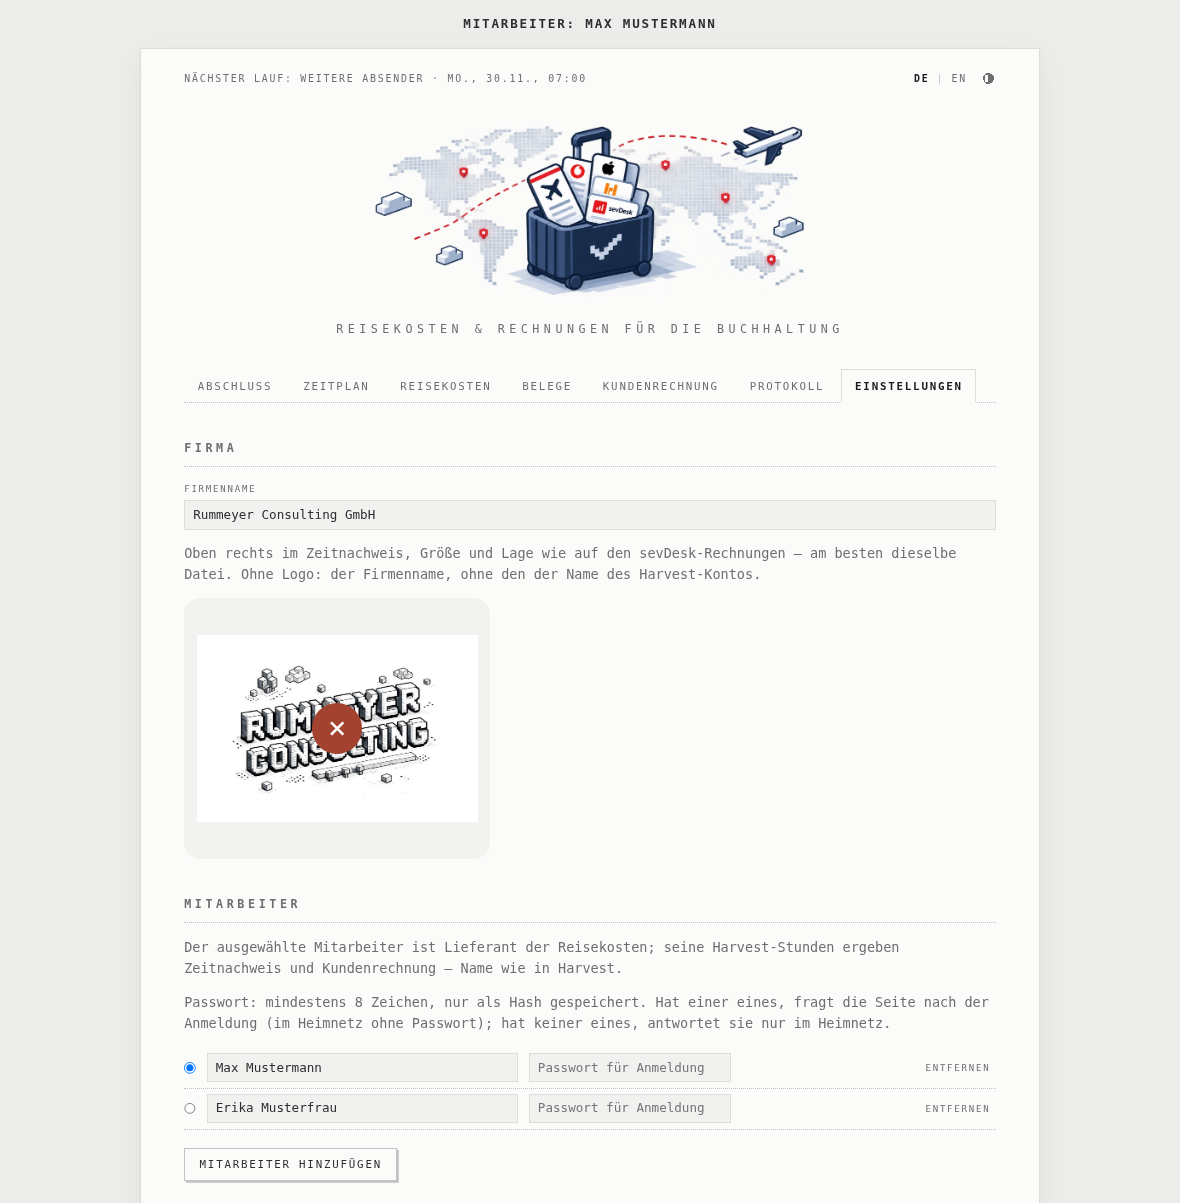 MITARBEITER: MAX MUSTERMANN
NÄCHSTER LAUF: WEITERE ABSENDER · MO., 30.11., 07:00
DE | EN
sevDesk
REISEKOSTEN & RECHNUNGEN FÜR DIE BUCHHALTUNG
ABSCHLUSS ZEITPLAN REISEKOSTEN BELEGE KUNDENRECHNUNG PROTOKOLL EINSTELLUNGEN
FIRMA
FIRMENNAME
Rummeyer Consulting GmbH
Oben rechts im Zeitnachweis, Größe und Lage wie auf den sevDesk-Rechnungen – am besten dieselbe
Datei. Ohne Logo: der Firmenname, ohne den der Name des Harvest-Kontos.
RUMMEYER
CONSULTING
MITARBEITER
Der ausgewählte Mitarbeiter ist Lieferant der Reisekosten; seine Harvest-Stunden ergeben
Zeitnachweis und Kundenrechnung – Name wie in Harvest.
Passwort: mindestens 8 Zeichen, nur als Hash gespeichert. Hat einer eines, fragt die Seite nach der
Anmeldung (im Heimnetz ohne Passwort); hat keiner eines, antwortet sie nur im Heimnetz.
Max Mustermann Passwort für Anmeldung ENTFERNEN
Erika Musterfrau Passwort für Anmeldung ENTFERNEN
MITARBEITER HINZUFÜGEN